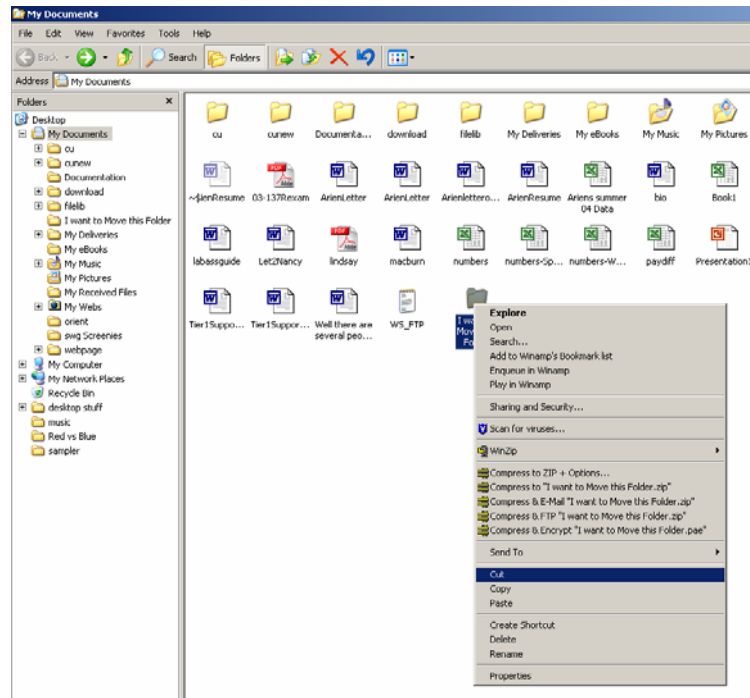 My Documents
File Edit View Favorites Tools Help
Back Search Folders
Address My Documents
Folders x
Desktop
My Documents
cu
cunew
Documentation
download
filelib
I want to Move this Folder
My Deliveries
My eBooks
My Music
My Pictures
My Received Files
My Webs
orient
swg Screenies
webpage
My Computer
My Network Places
Recycle Bin
desktop stuff
music
Red vs Blue
sampler
cu cunew Documenta... download filelib My Deliveries My eBooks My Music My Pictures
~$ienResume 03-137Rexam ArienLetter ArienLetter Arienlettero... ArienResume Ariens summer 04 Data bio Book1
labassguide Let2Nancy lindsay macburn numbers numbers-Sp... numbers-W... paydiff Presentation1
Tier1Suppo... Tier1Suppor... Well there are several peo... WS_FTP
Explore
Open
Search...
Add to Winamp's Bookmark list
Enqueue in Winamp
Play in Winamp
Sharing and Security...
Scan for viruses...
WinZip
Compress to ZIP + Options...
Compress to "I want to Move this Folder.zip"
Compress & E-Mail "I want to Move this Folder.zip"
Compress & FTP "I want to Move this Folder.zip"
Compress & Encrypt "I want to Move this Folder.pae"
Send To
Cut
Copy
Paste
Create Shortcut
Delete
Rename
Properties